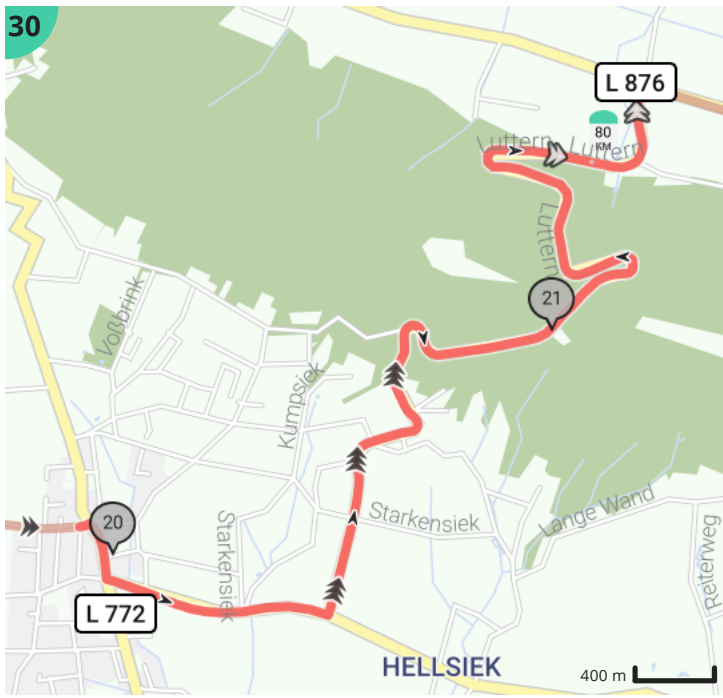 30
L 876
80
KM
Luttern
Luttern
Luttern
21
Voßbrink
Kumpsiek
20
Starkensiek
Starkensiek
Lange Wand
Reiterweg
L 772
HELLSIEK
400 m